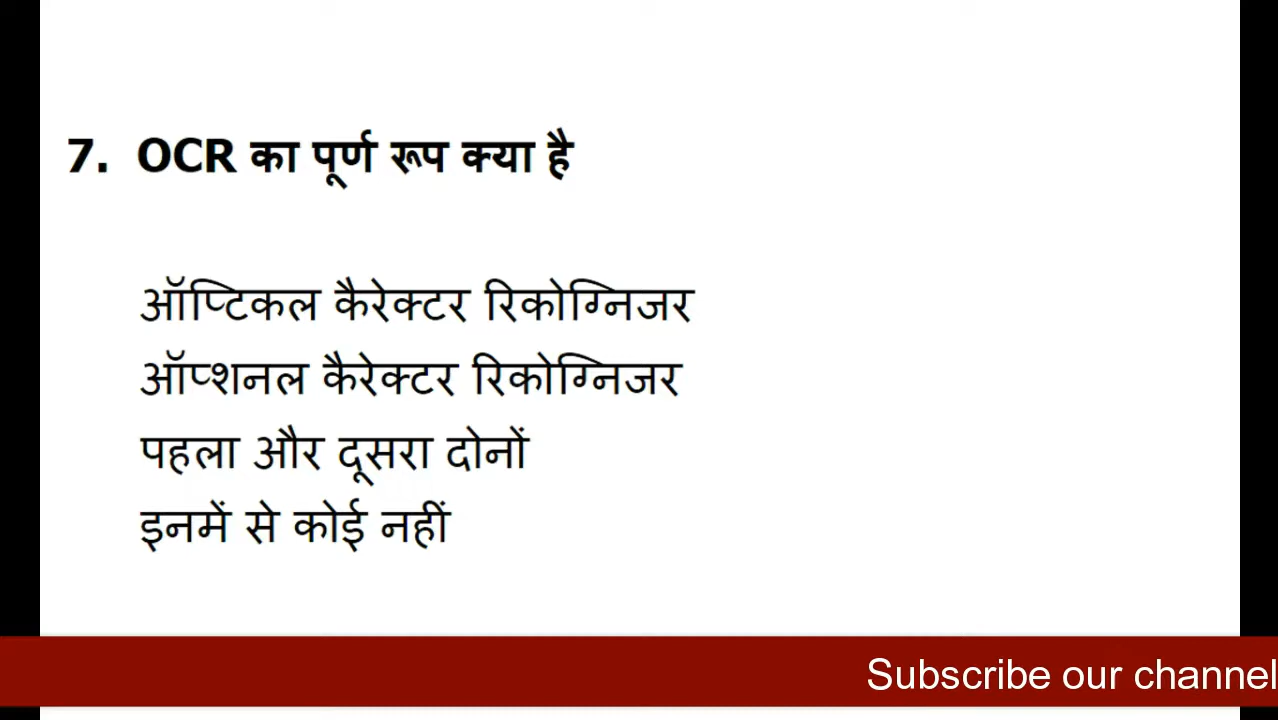 7. OCR का पूर्ण रूप क्या है
ऑप्टिकल कैरेक्टर रिकोग्निजर
ऑप्शनल कैरेक्टर रिकोग्निजर
पहला और दूसरा दोनों
इनमें से कोई नहीं
Subscribe our channel